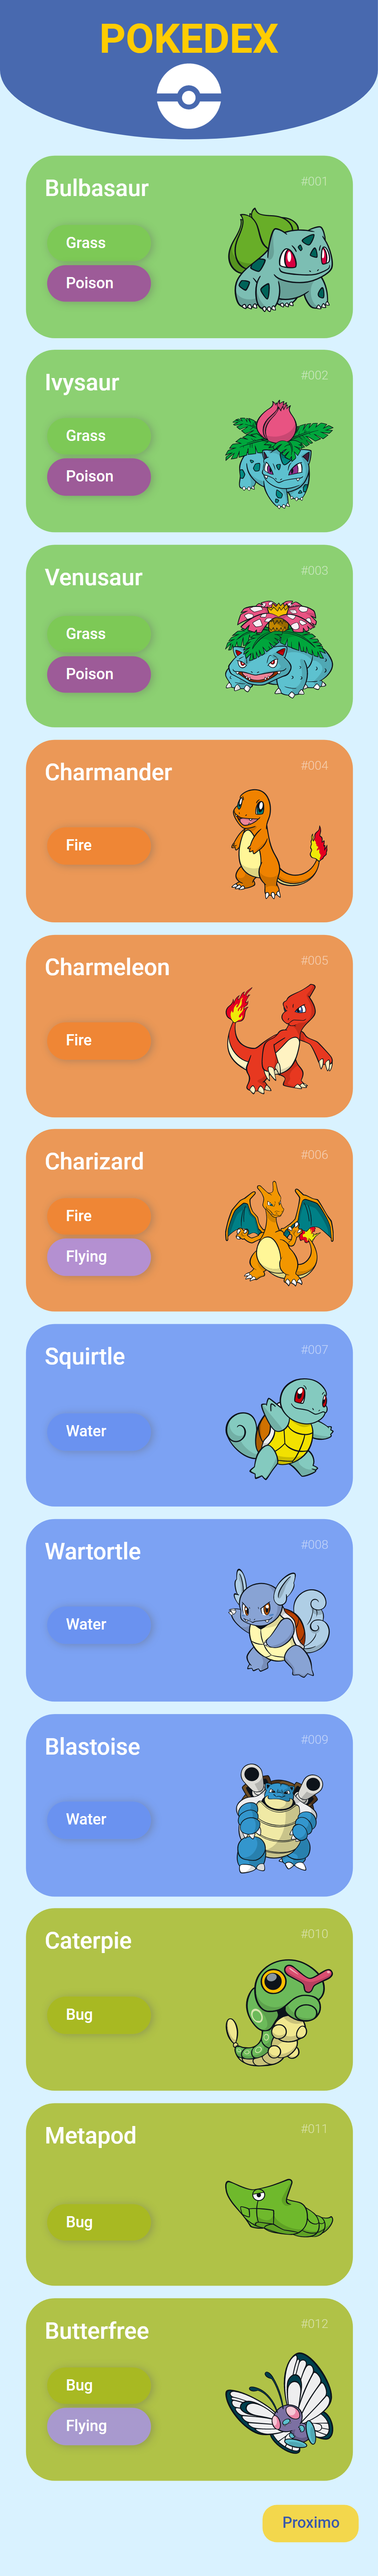 POKEDEX
Bulbasaur
#001
Grass
Poison
Ivysaur
#002
Grass
Poison
Venusaur
#003
Grass
Poison
Charmander
#004
Fire
Charmeleon
#005
Fire
Charizard
#006
Fire
Flying
Squirtle
#007
Water
Wartortle
#008
Water
Blastoise
#009
Water
Caterpie
#010
Bug
Metapod
#011
Bug
Butterfree
#012
Bug
Flying
Proximo